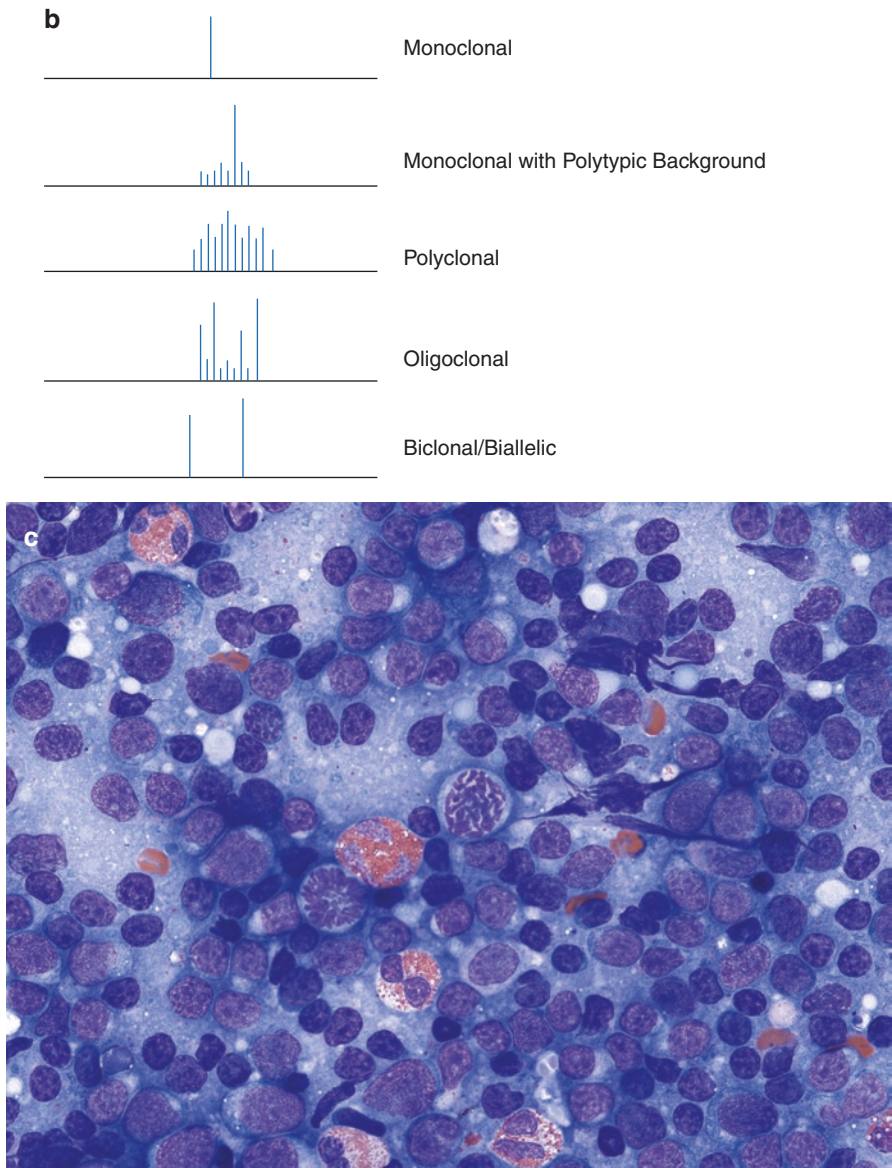 b
Monoclonal
Monoclonal with Polytypic Background
Polyclonal
Oligoclonal
Biclonal/Biallelic
c